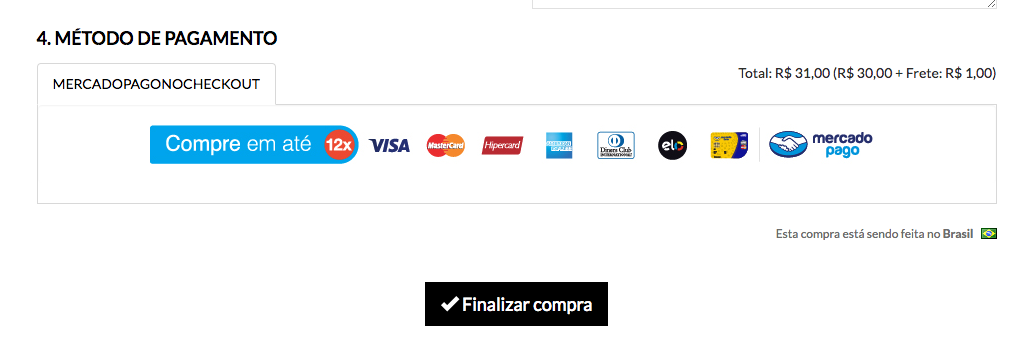 4. MÉTODO DE PAGAMENTO
MERCADOPAGONOCHECKOUT
Total: R$ 31,00 (R$ 30,00 + Frete: R$ 1,00)
Compre em até 12x VISA MasterCard Hipercard AMERICAN EXPRESS Diners Club INTERNATIONAL elo mercado pago
Esta compra está sendo feita no Brasil
Finalizar compra